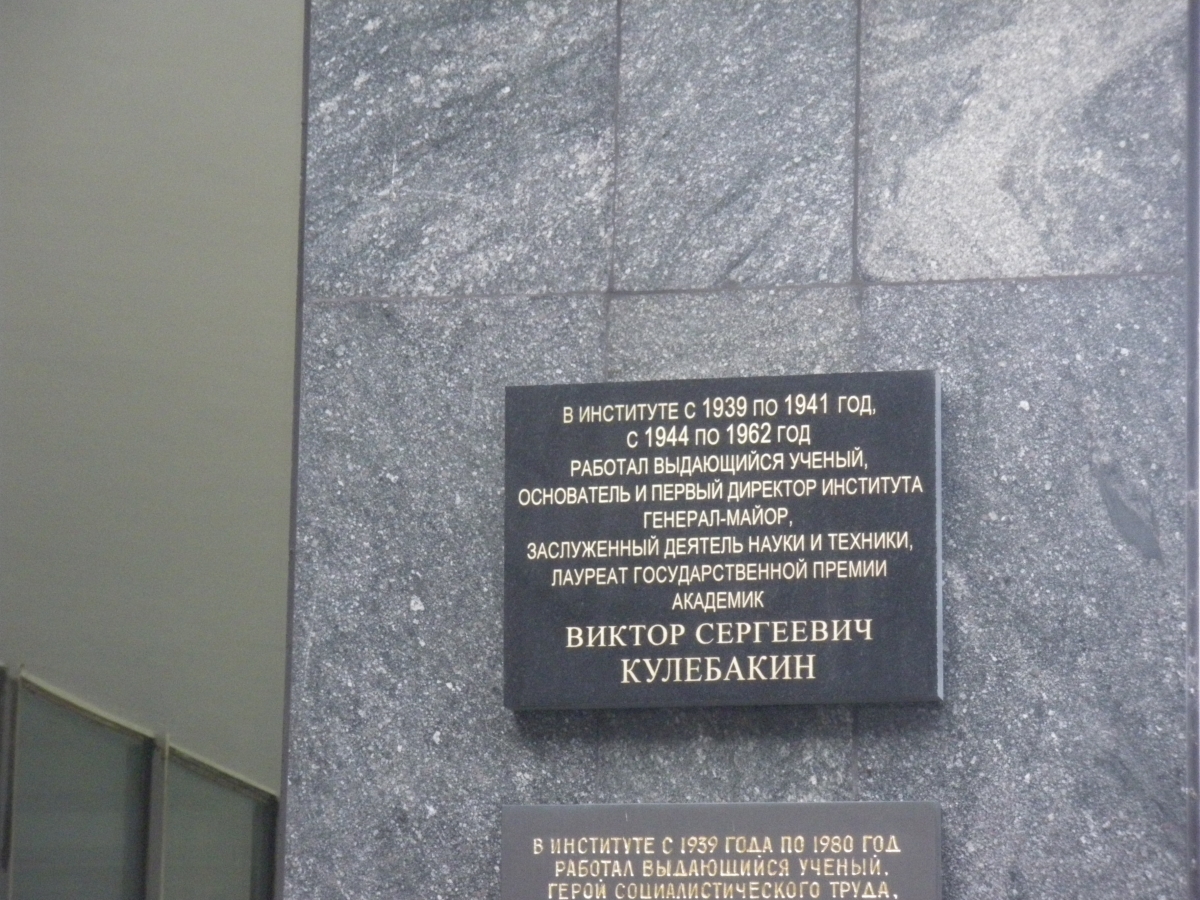 В ИНСТИТУТЕ С 1939 ПО 1941 ГОД,
С 1944 ПО 1962 ГОД
РАБОТАЛ ВЫДАЮЩИЙСЯ УЧЕНЫЙ,
ОСНОВАТЕЛЬ И ПЕРВЫЙ ДИРЕКТОР ИНСТИТУТА
ГЕНЕРАЛ-МАЙОР,
ЗАСЛУЖЕННЫЙ ДЕЯТЕЛЬ НАУКИ И ТЕХНИКИ,
ЛАУРЕАТ ГОСУДАРСТВЕННОЙ ПРЕМИИ
АКАДЕМИК
ВИКТОР СЕРГЕЕВИЧ
КУЛЕБАКИН
В ИНСТИТУТЕ С 1939 ГОДА ПО 1980 ГОД
РАБОТАЛ ВЫДАЮЩИЙСЯ УЧЕНЫЙ.
ГЕРОЙ СОЦИАЛИСТИЧЕСКОГО ТРУДА,